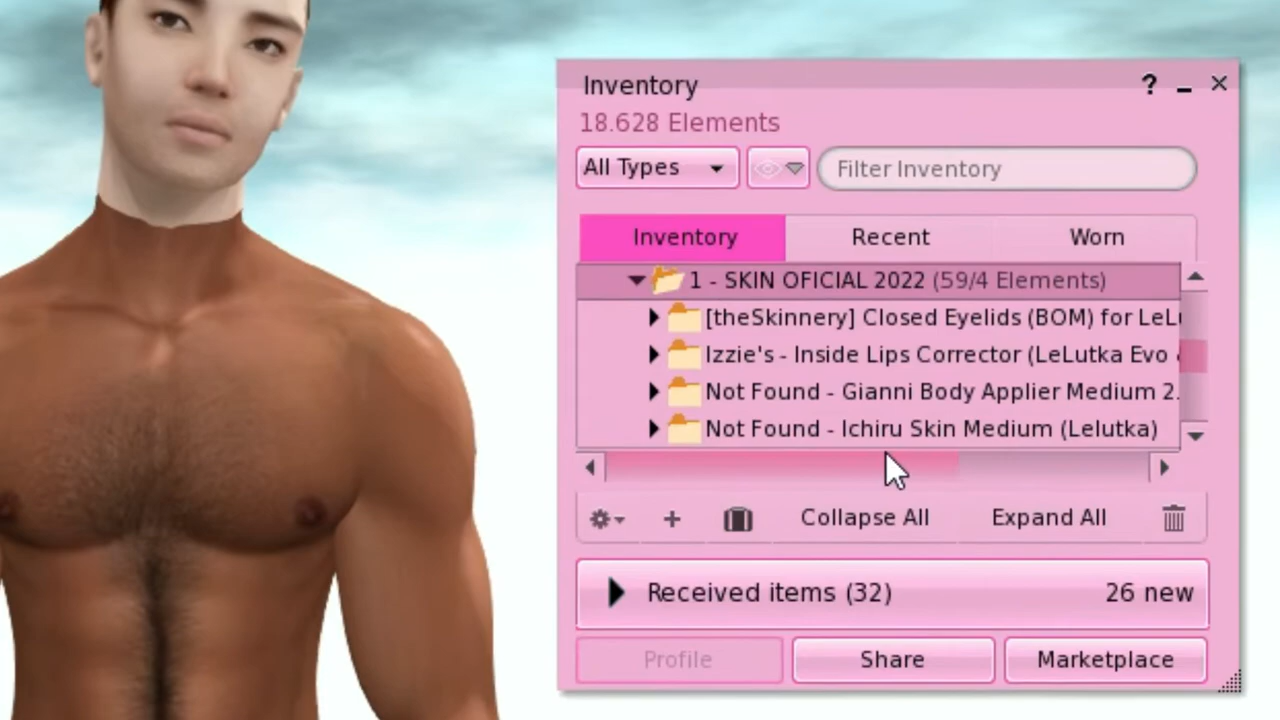 Inventory
?
18.628 Elements
All Types
Filter Inventory
Inventory Recent Worn
1 - SKIN OFICIAL 2022 (59/4 Elements)
[theSkinnery] Closed Eyelids (BOM) for LeL
Izzie's - Inside Lips Corrector (LeLutka Evo
Not Found - Gianni Body Applier Medium 2.
Not Found - Ichiru Skin Medium (Lelutka)
Collapse All Expand All
Received items (32) 26 new
Profile Share Marketplace